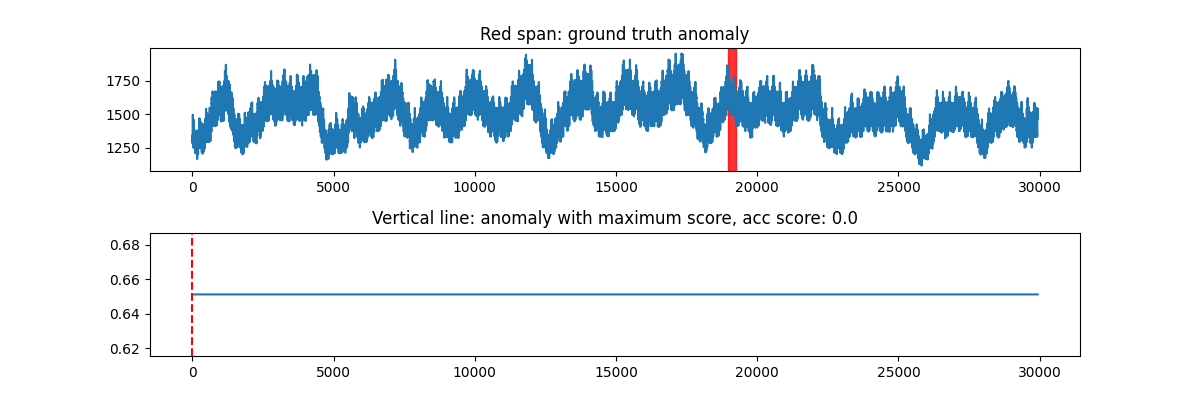 Red span: ground truth anomaly
1750
1500
1250
0 5000 10000 15000 20000 25000 30000
Vertical line: anomaly with maximum score, acc score: 0.0
0.68
0.66
0.64
0.62
0 5000 10000 15000 20000 25000 30000